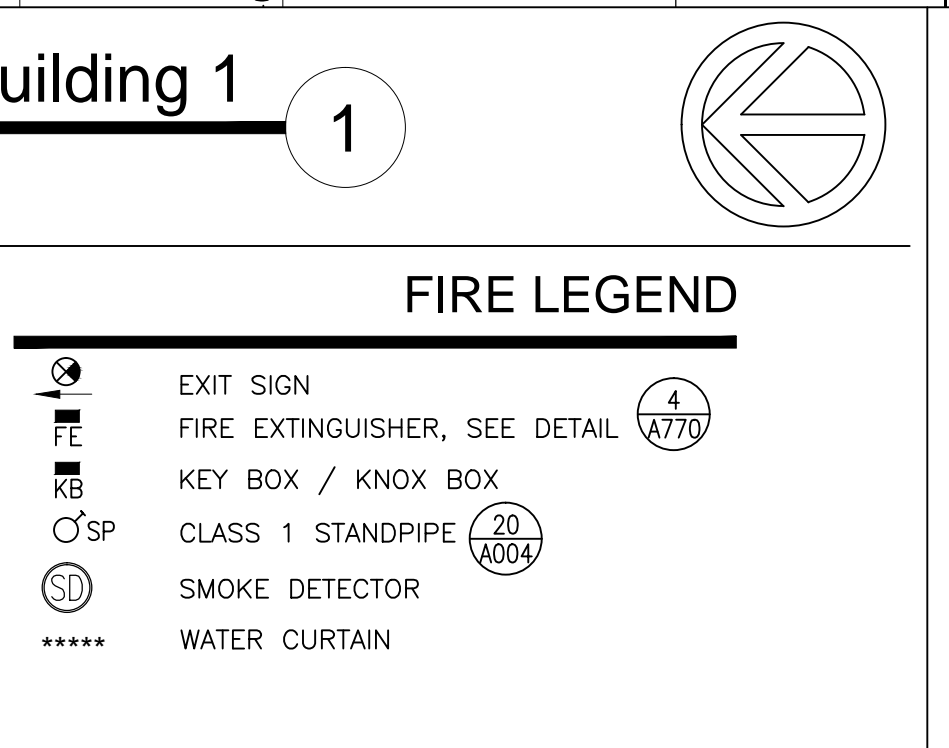 uilding 1
1
FIRE LEGEND
EXIT SIGN
FE FIRE EXTINGUISHER, SEE DETAIL 4
A770
KB KEY BOX / KNOX BOX
SP CLASS 1 STANDPIPE 20
A004
SD SMOKE DETECTOR
***** WATER CURTAIN